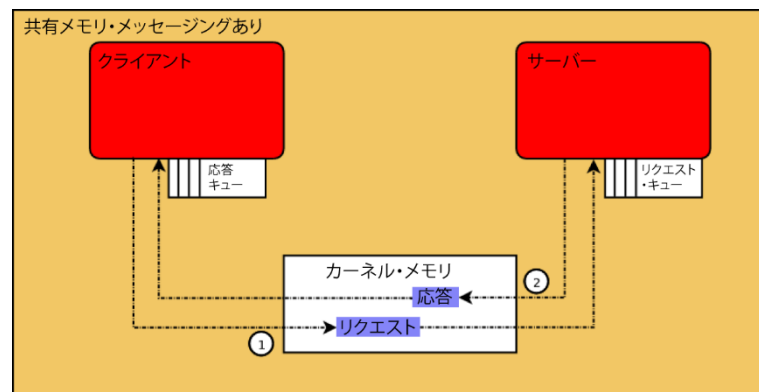 共有メモリ・メッセージングあり
クライアント
サーバー
応答
キュー
リクエスト
・キュー
カーネル・メモリ
応答
②
リクエスト
①